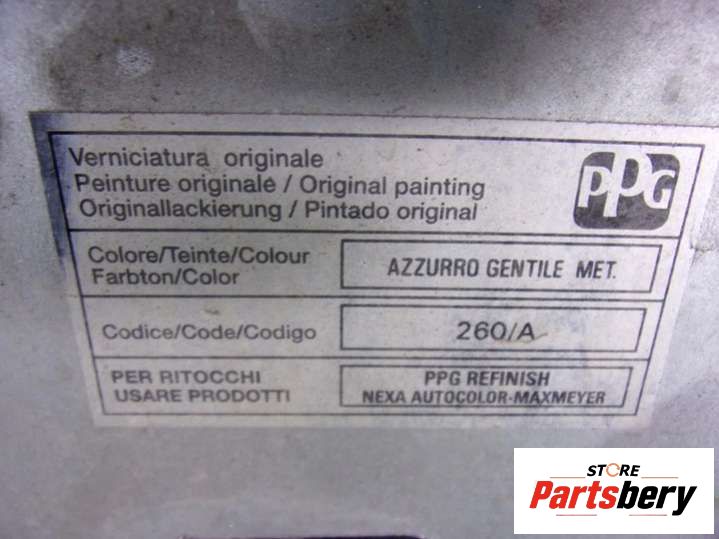 Verniciatura originale
Peinture originale / Original painting
Originallackierung / Pintado original
PPG
Colore/Teinte/Colour
Farbton/Color
AZZURRO GENTILE MET.
Codice/Code/Codigo
260/A
PER RITOCCHI
USARE PRODOTTI
PPG REFINISH
NEXA AUTOCOLOR-MAXMEYER
STORE
Partsbery